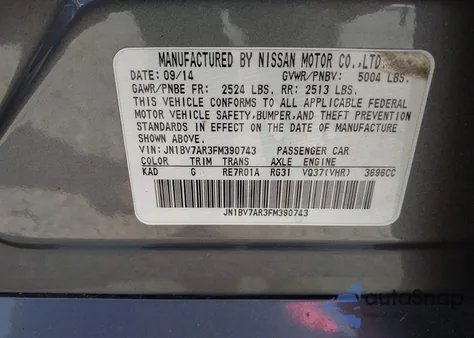 MANUFACTURED BY NISSAN MOTOR CO.,LTD.
DATE: 09/14 GVWR/PNBV: 5004 LBS.
GAWR/PNBE FR: 2524 LBS. RR: 2513 LBS.
THIS VEHICLE CONFORMS TO ALL APPLICABLE FEDERAL
MOTOR VEHICLE SAFETY, BUMPER, AND THEFT PREVENTION
STANDARDS IN EFFECT ON THE DATE OF MANUFACTURE
SHOWN ABOVE.
VIN: JN1BV7AR3FM390743 PASSENGER CAR
COLOR TRIM TRANS AXLE ENGINE
KAD G RE7R01A RG31 VQ37(VHR) 3696CC
JN1BV7AR3FM390743
autoSnap